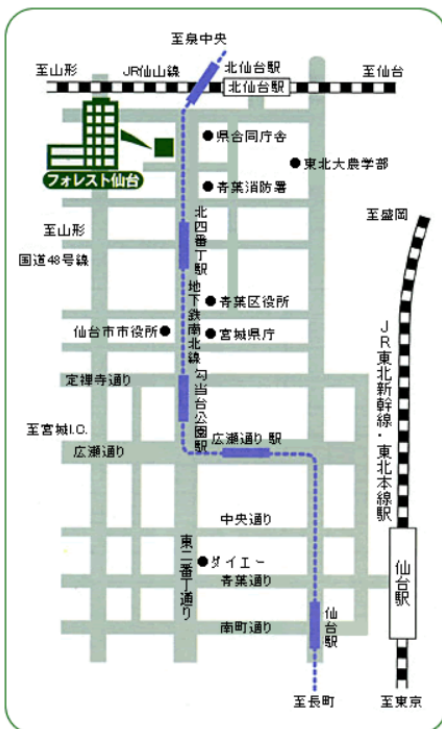 至泉中央
北仙台駅
至山形
JR仙山線
北仙台駅
至仙台
県合同庁舎
東北大農学部
フォレスト仙台
青葉消防署
至盛岡
北四番丁駅
至山形
国道48号線
地下鉄南北線
青葉区役所
仙台市市役所
宮城県庁
JR東北新幹線・東北本線駅
定禅寺通り
勾当台公園駅
至宮城I.C.
広瀬通り
広瀬通り駅
中央通り
東二番丁通り
ダイエー
青葉通り
仙台駅
仙台駅
南町通り
至長町
至東京